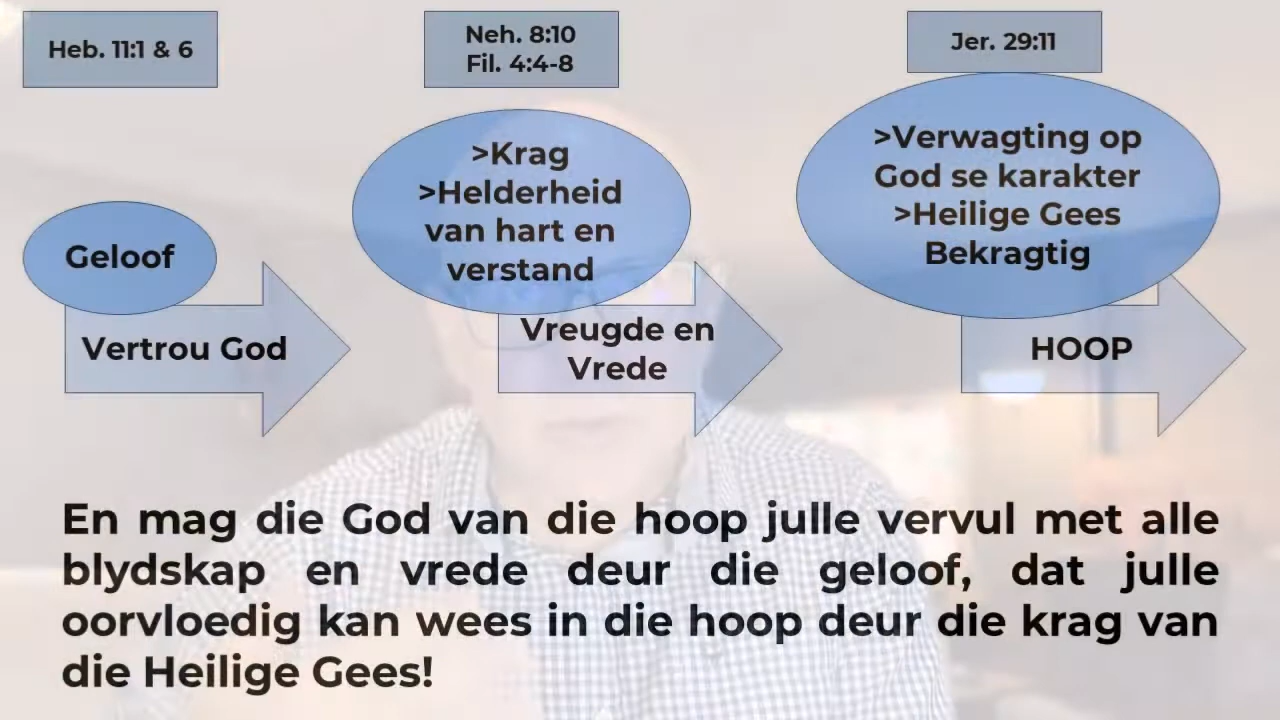 Heb. 11:1 & 6
Neh. 8:10
Fil. 4:4-8
Jer. 29:11
Geloof
Vertrou God
>Krag
>Helderheid
van hart en
verstand
Vreugde en
Vrede
>Verwagting op
God se karakter
>Heilige Gees
Bekragtig
HOOP
En mag die God van die hoop julle vervul met alle
blydskap en vrede deur die geloof, dat julle
oorvloedig kan wees in die hoop deur die krag van
die Heilige Gees!